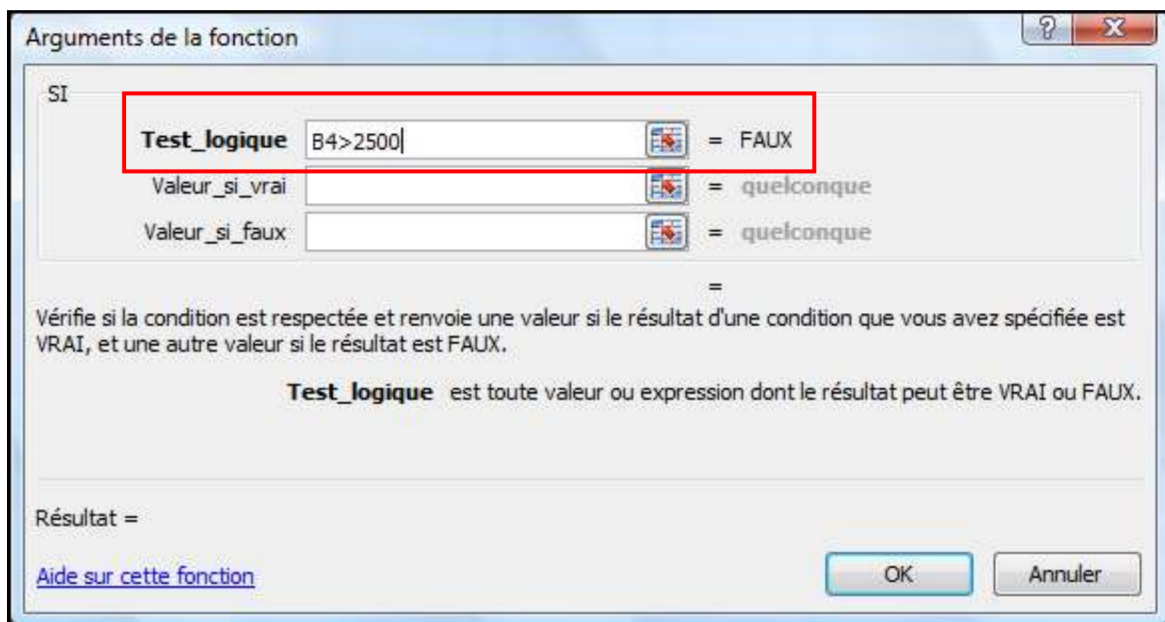 Arguments de la fonction
SI
Test_logique B4>2500 = FAUX
Valeur_si_vrai = quelconque
Valeur_si_faux = quelconque
=
Vérifie si la condition est respectée et renvoie une valeur si le résultat d'une condition que vous avez spécifiée est
VRAI, et une autre valeur si le résultat est FAUX.
Test_logique est toute valeur ou expression dont le résultat peut être VRAI ou FAUX.
Résultat =
Aide sur cette fonction OK Annuler